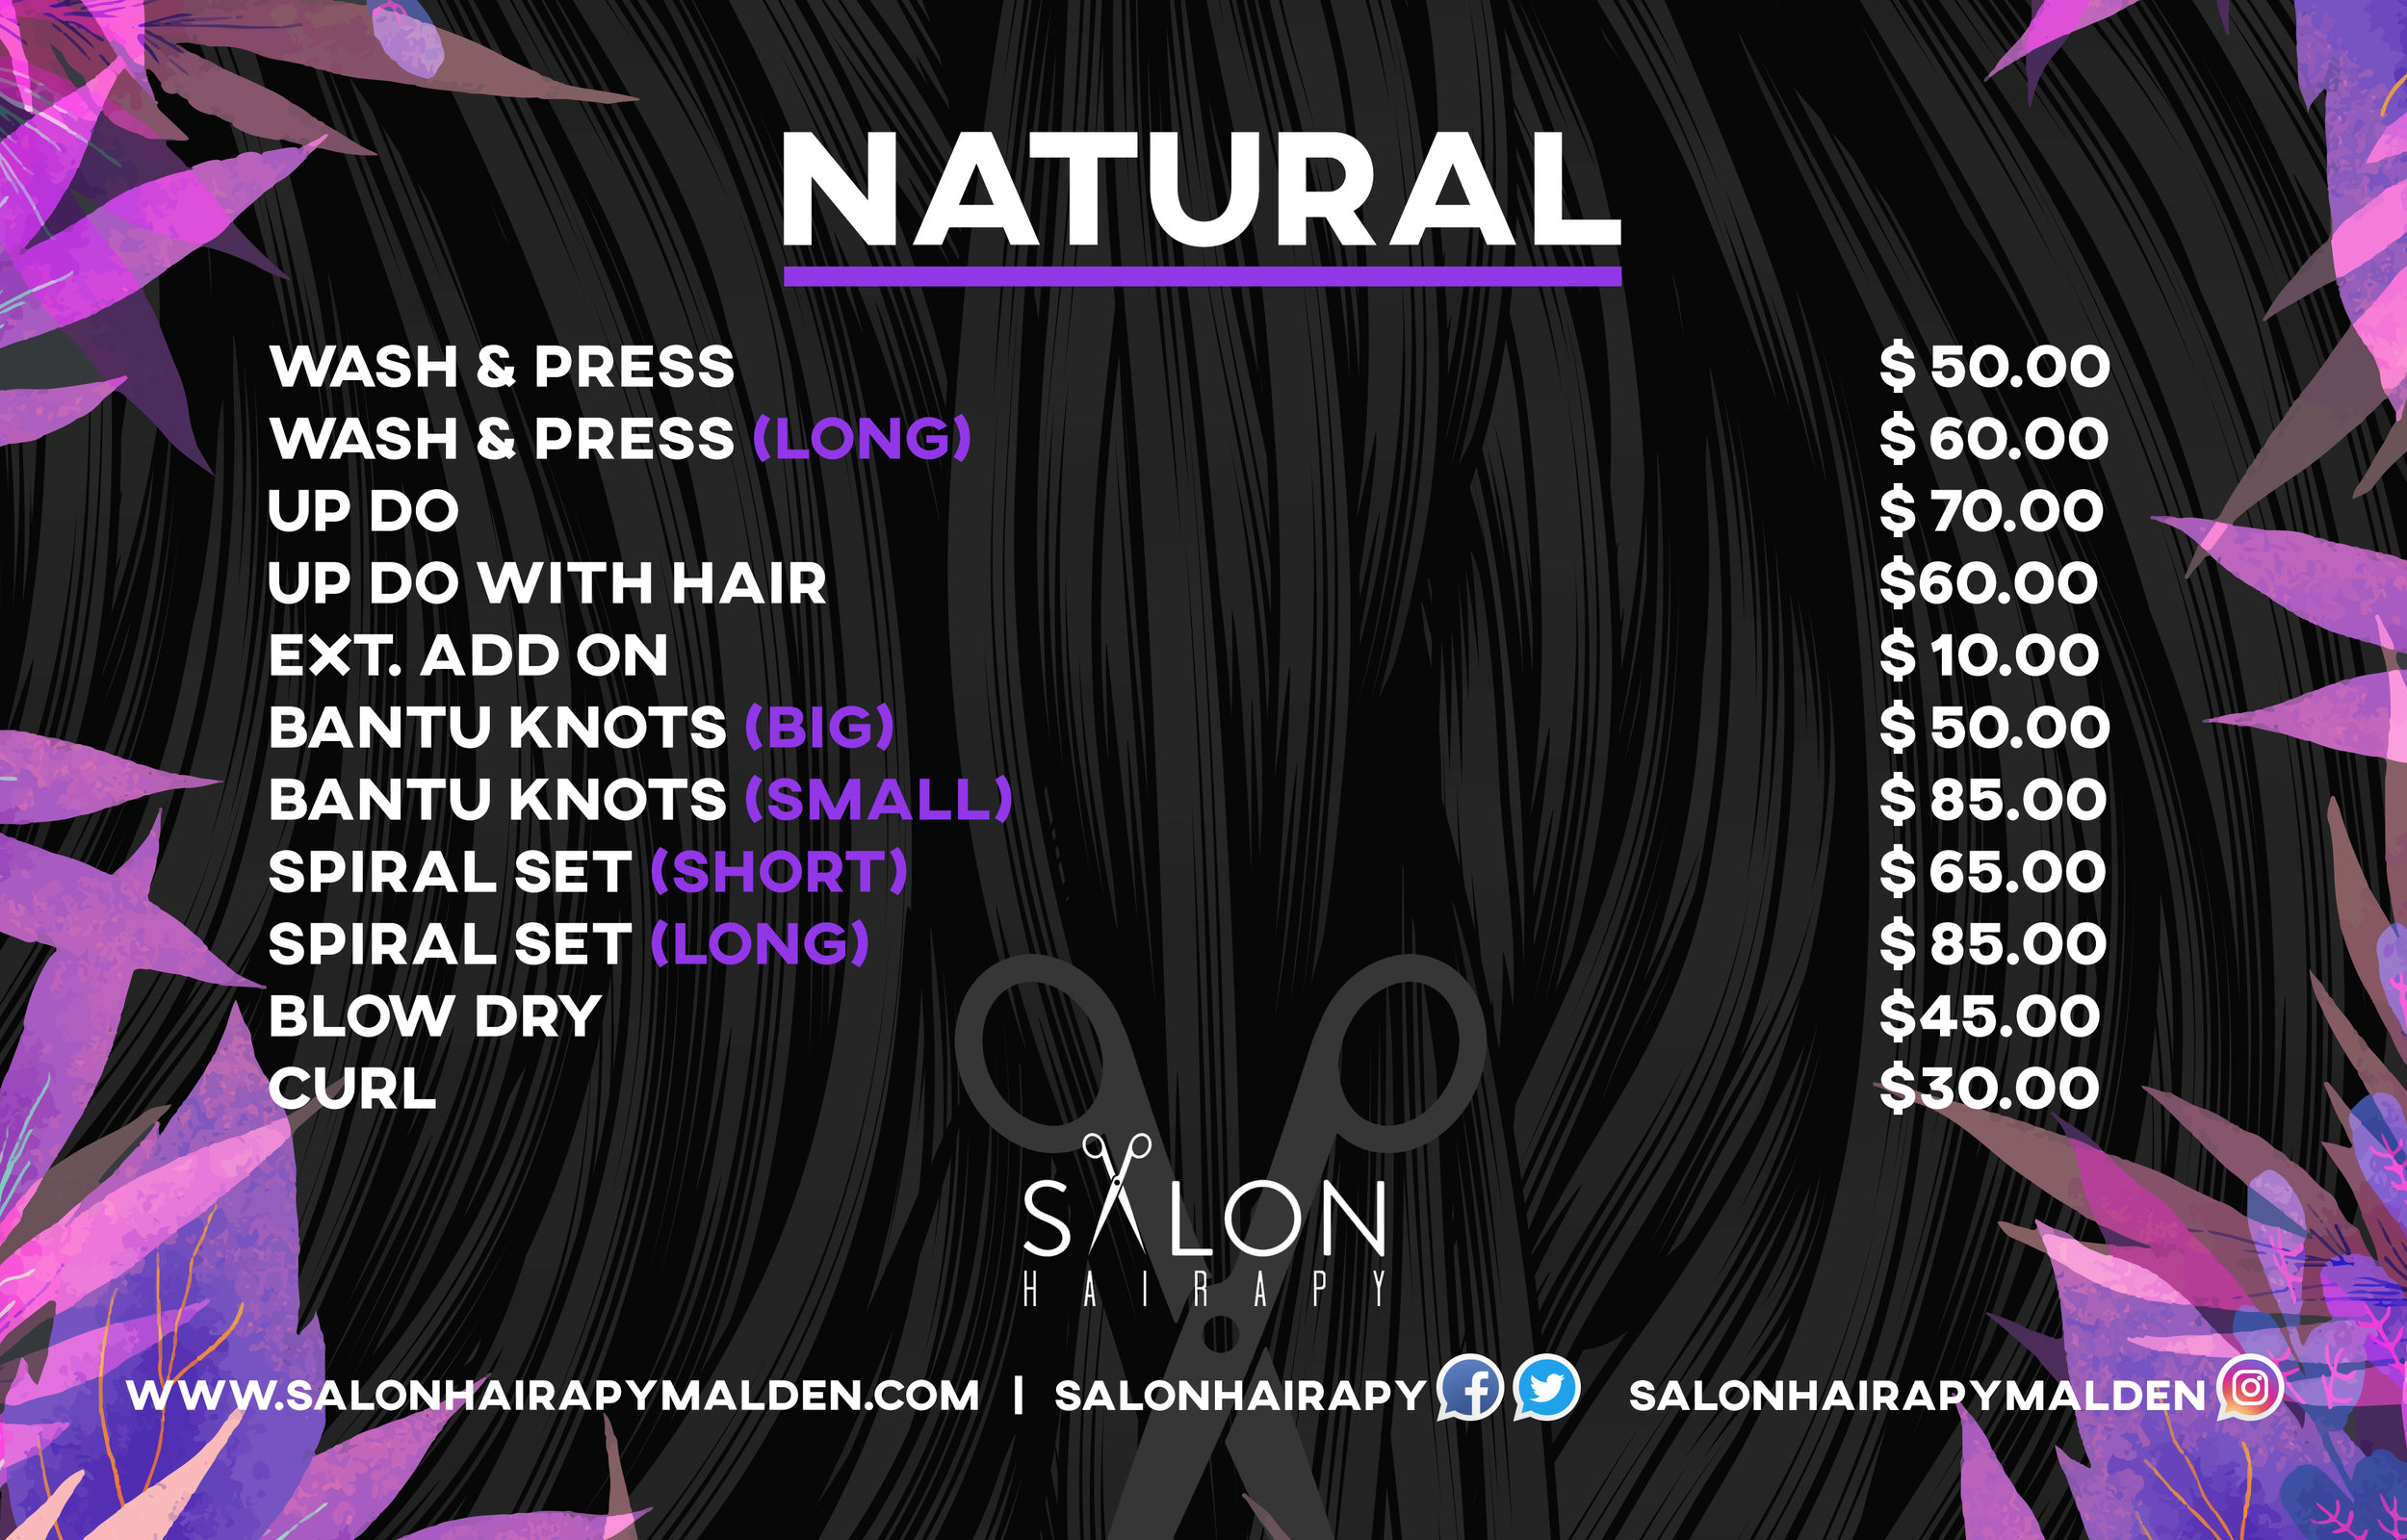 NATURAL
WASH & PRESS $ 50.00
WASH & PRESS (LONG) $ 60.00
UP DO $ 70.00
UP DO WITH HAIR $60.00
EXT. ADD ON $ 10.00
BANTU KNOTS (BIG) $ 50.00
BANTU KNOTS (SMALL) $ 85.00
SPIRAL SET (SHORT) $ 65.00
SPIRAL SET (LONG) $ 85.00
BLOW DRY $45.00
CURL $30.00
SALON
HAIRAPY
WWW.SALONHAIRAPYMALDEN.COM | SALONHAIRAPY SALONHAIRAPYMALDEN